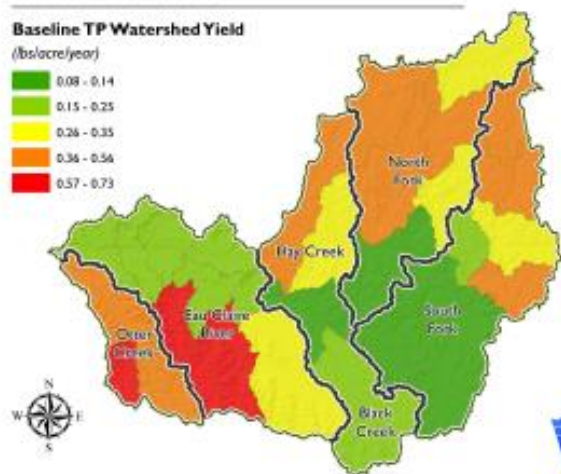 Baseline TP Watershed Yield
(lbs/acre/year)
0.08 - 0.14
0.15 - 0.25
0.26 - 0.35
0.36 - 0.56
0.57 - 0.73
North
Fork
Hay Creek
Eau Claire
River
South
Fork
Otter
Creek
Black
Creek
N
W
E
S